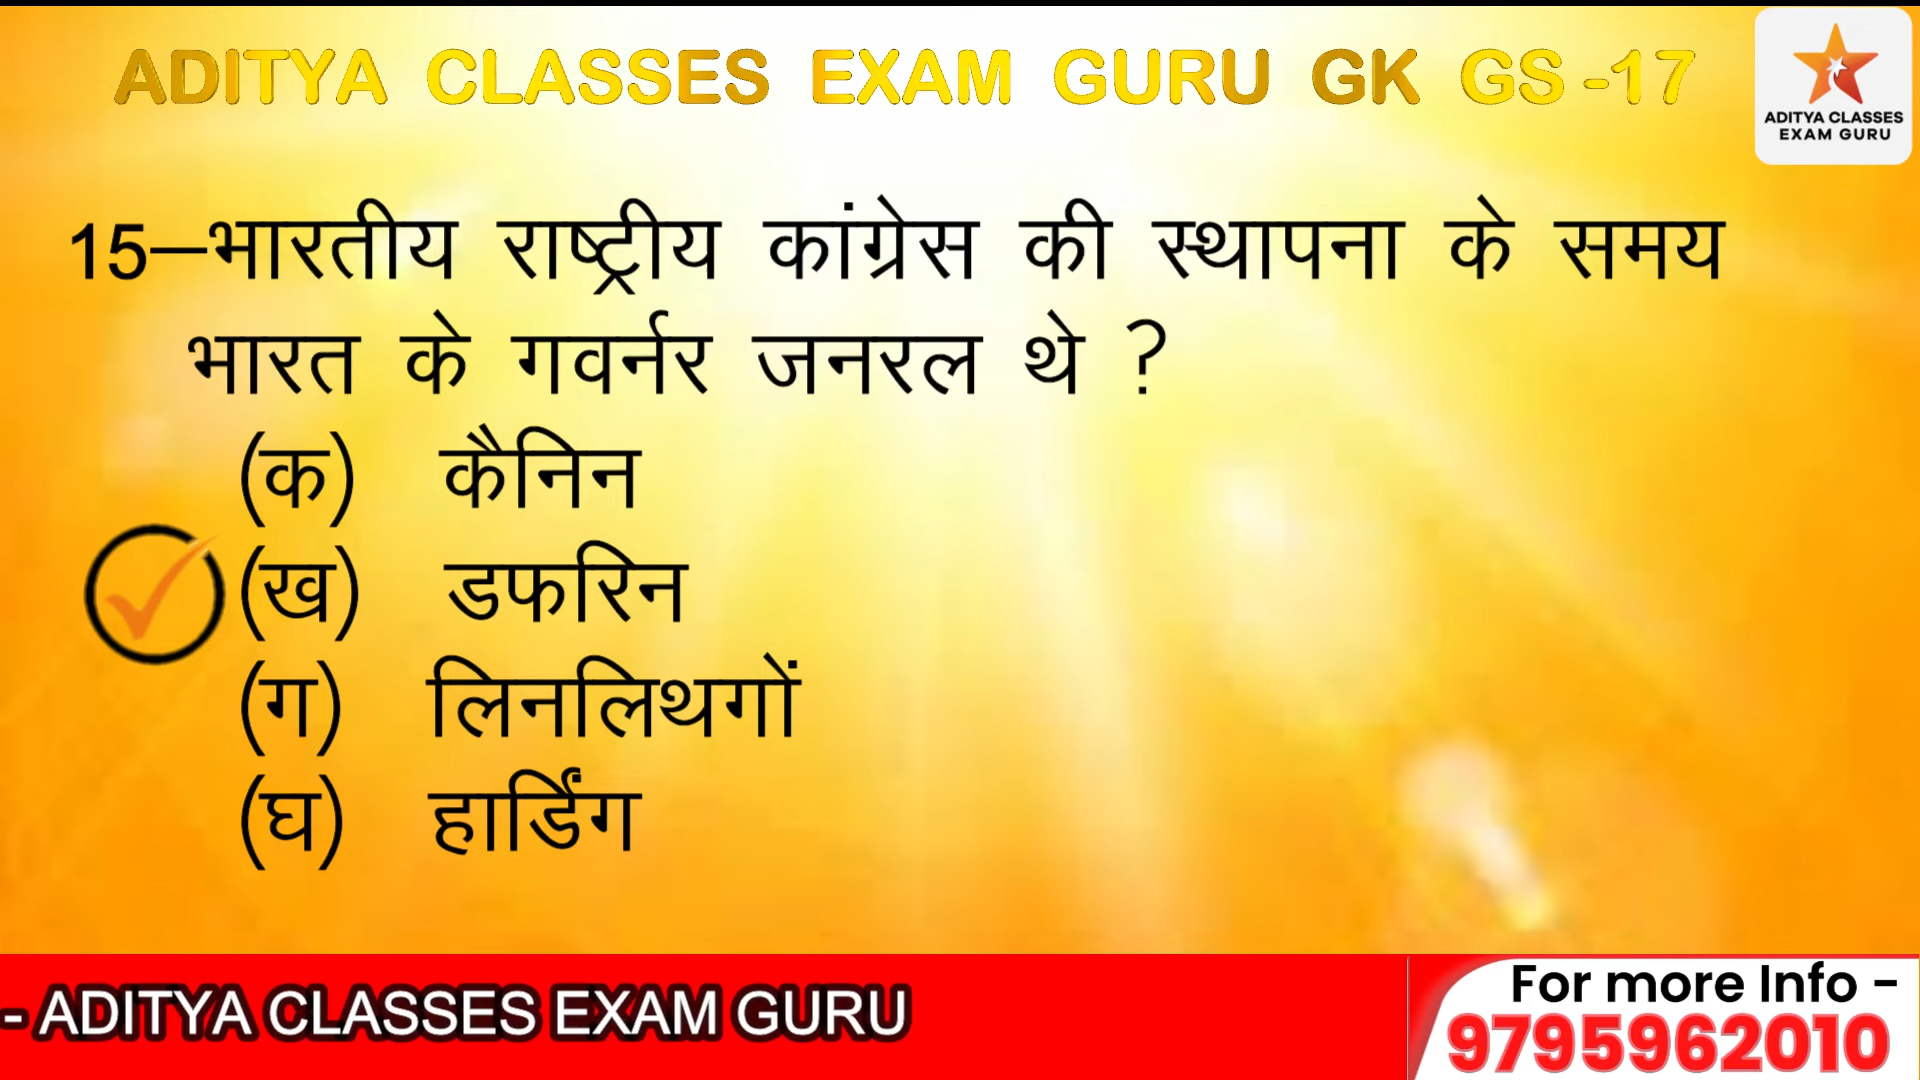 ADITYA CLASSES EXAM GURU GK GS -17
ADITYA CLASSES
EXAM GURU
15—भारतीय राष्ट्रीय कांग्रेस की स्थापना के समय
भारत के गवर्नर जनरल थे ?
(क) कैनिन
(ख) डफरिन
(ग) लिनलिथगों
(घ) हार्डिंग
- ADITYA CLASSES EXAM GURU
For more Info -
9795962010